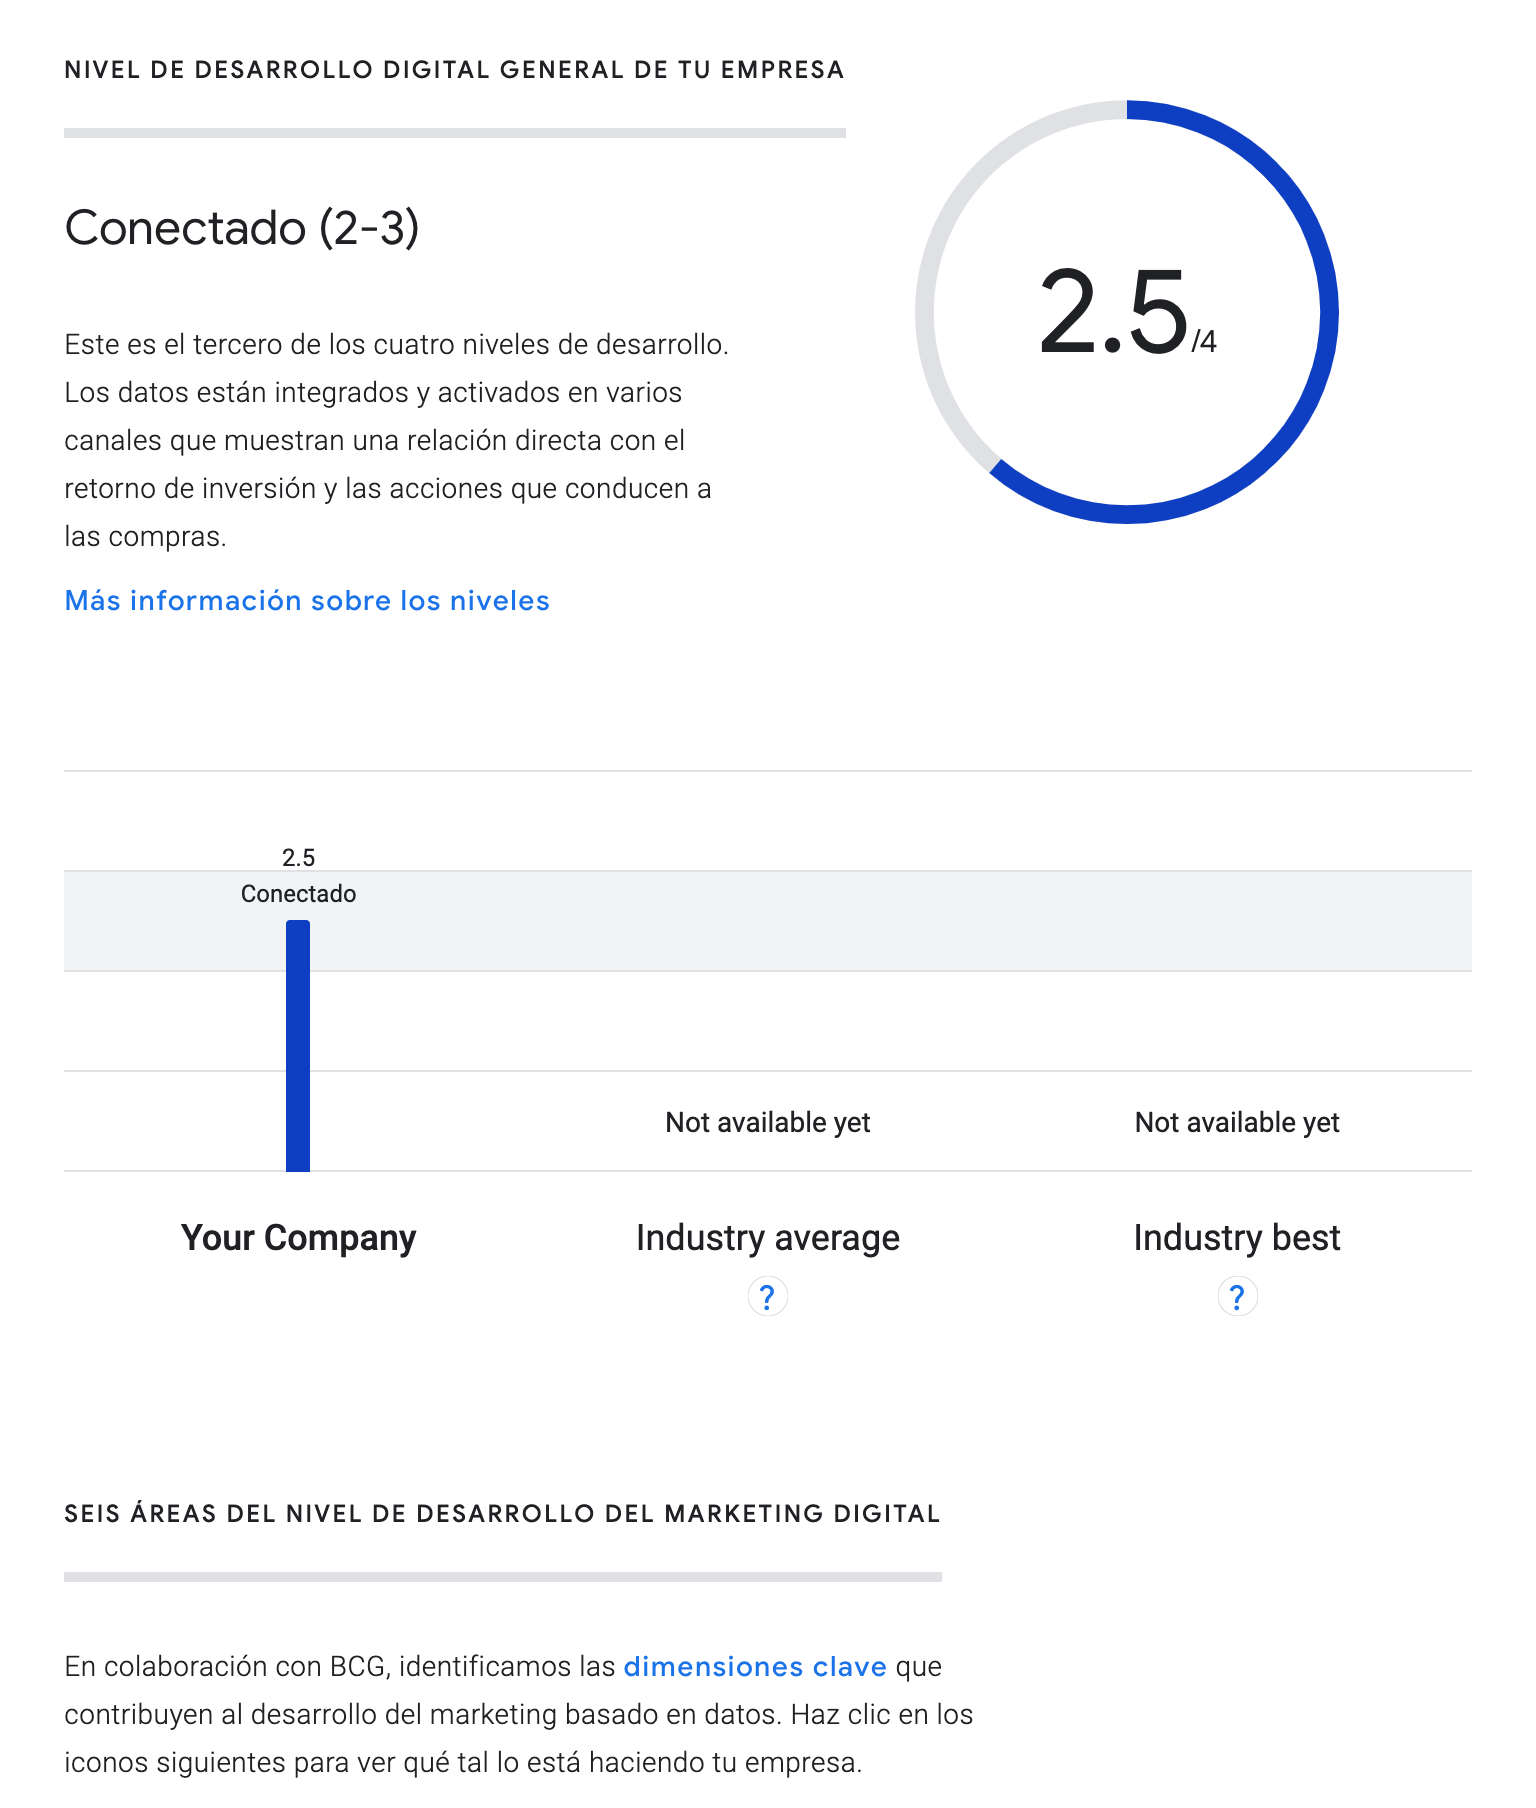 NIVEL DE DESARROLLO DIGITAL GENERAL DE TU EMPRESA
Conectado (2-3)
Este es el tercero de los cuatro niveles de desarrollo.
Los datos están integrados y activados en varios
canales que muestran una relación directa con el
retorno de inversión y las acciones que conducen a
las compras.
Más información sobre los niveles
2.5/4
2.5
Conectado
Not available yet
Not available yet
Your Company
Industry average
Industry best
?
?
SEIS ÁREAS DEL NIVEL DE DESARROLLO DEL MARKETING DIGITAL
En colaboración con BCG, identificamos las dimensiones clave que
contribuyen al desarrollo del marketing basado en datos. Haz clic en los
iconos siguientes para ver qué tal lo está haciendo tu empresa.